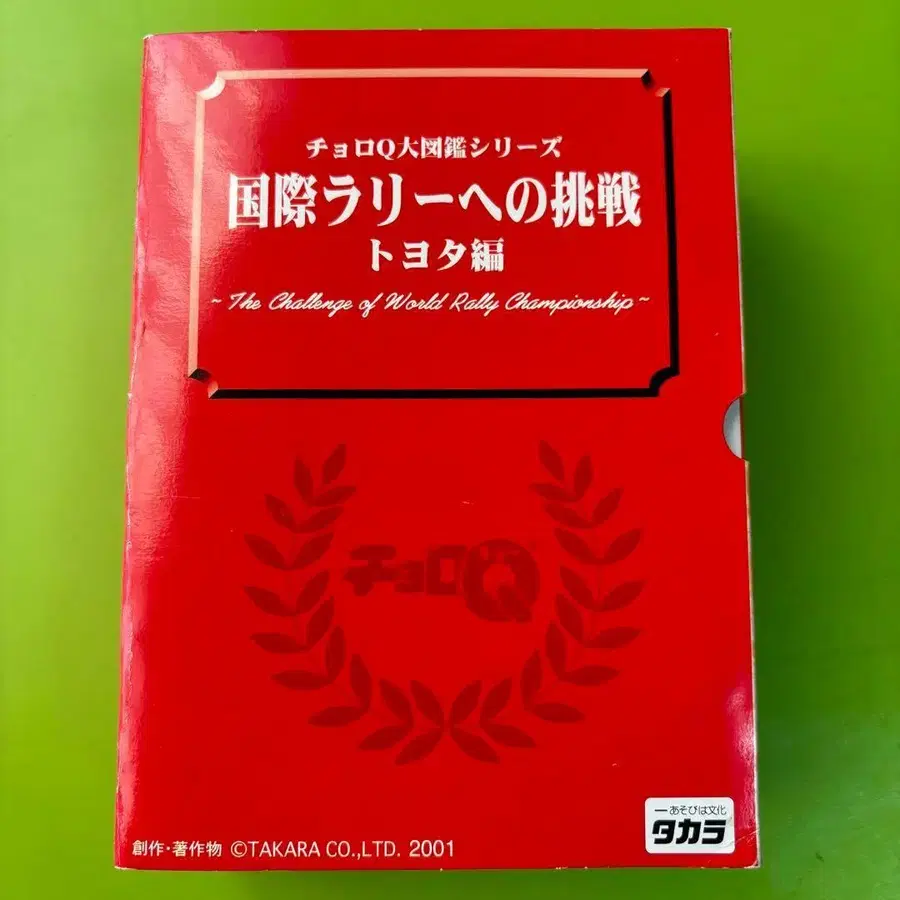 チョロQ大図鑑シリーズ
国際ラリーへの挑戦
トヨタ編
~The Challenge of World Rally Championship~
チョロQ
一あそびは文化
タカラ
創作・著作物 ©TAKARA CO.,LTD. 2001